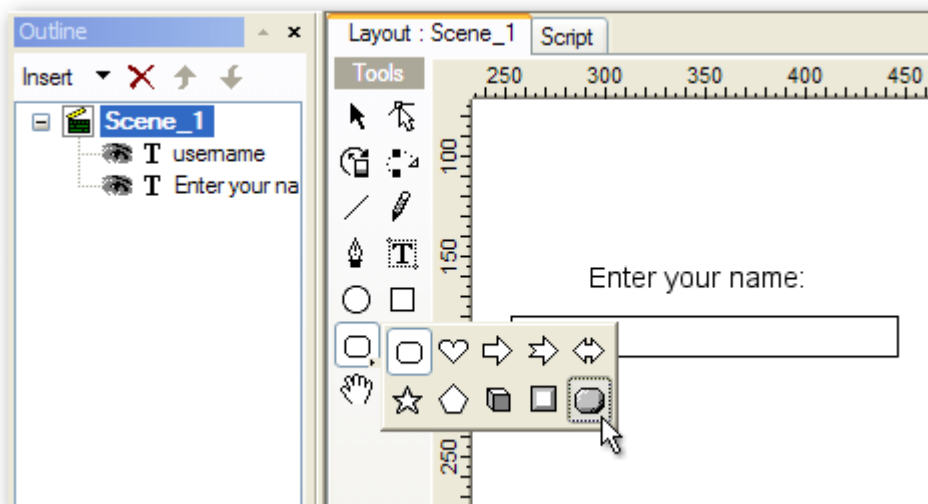 Outline
Insert
Scene_1
T username
T Enter your na
Layout : Scene_1
Script
Tools
T
250 300 350 400 450
100
150
250
Enter your name: